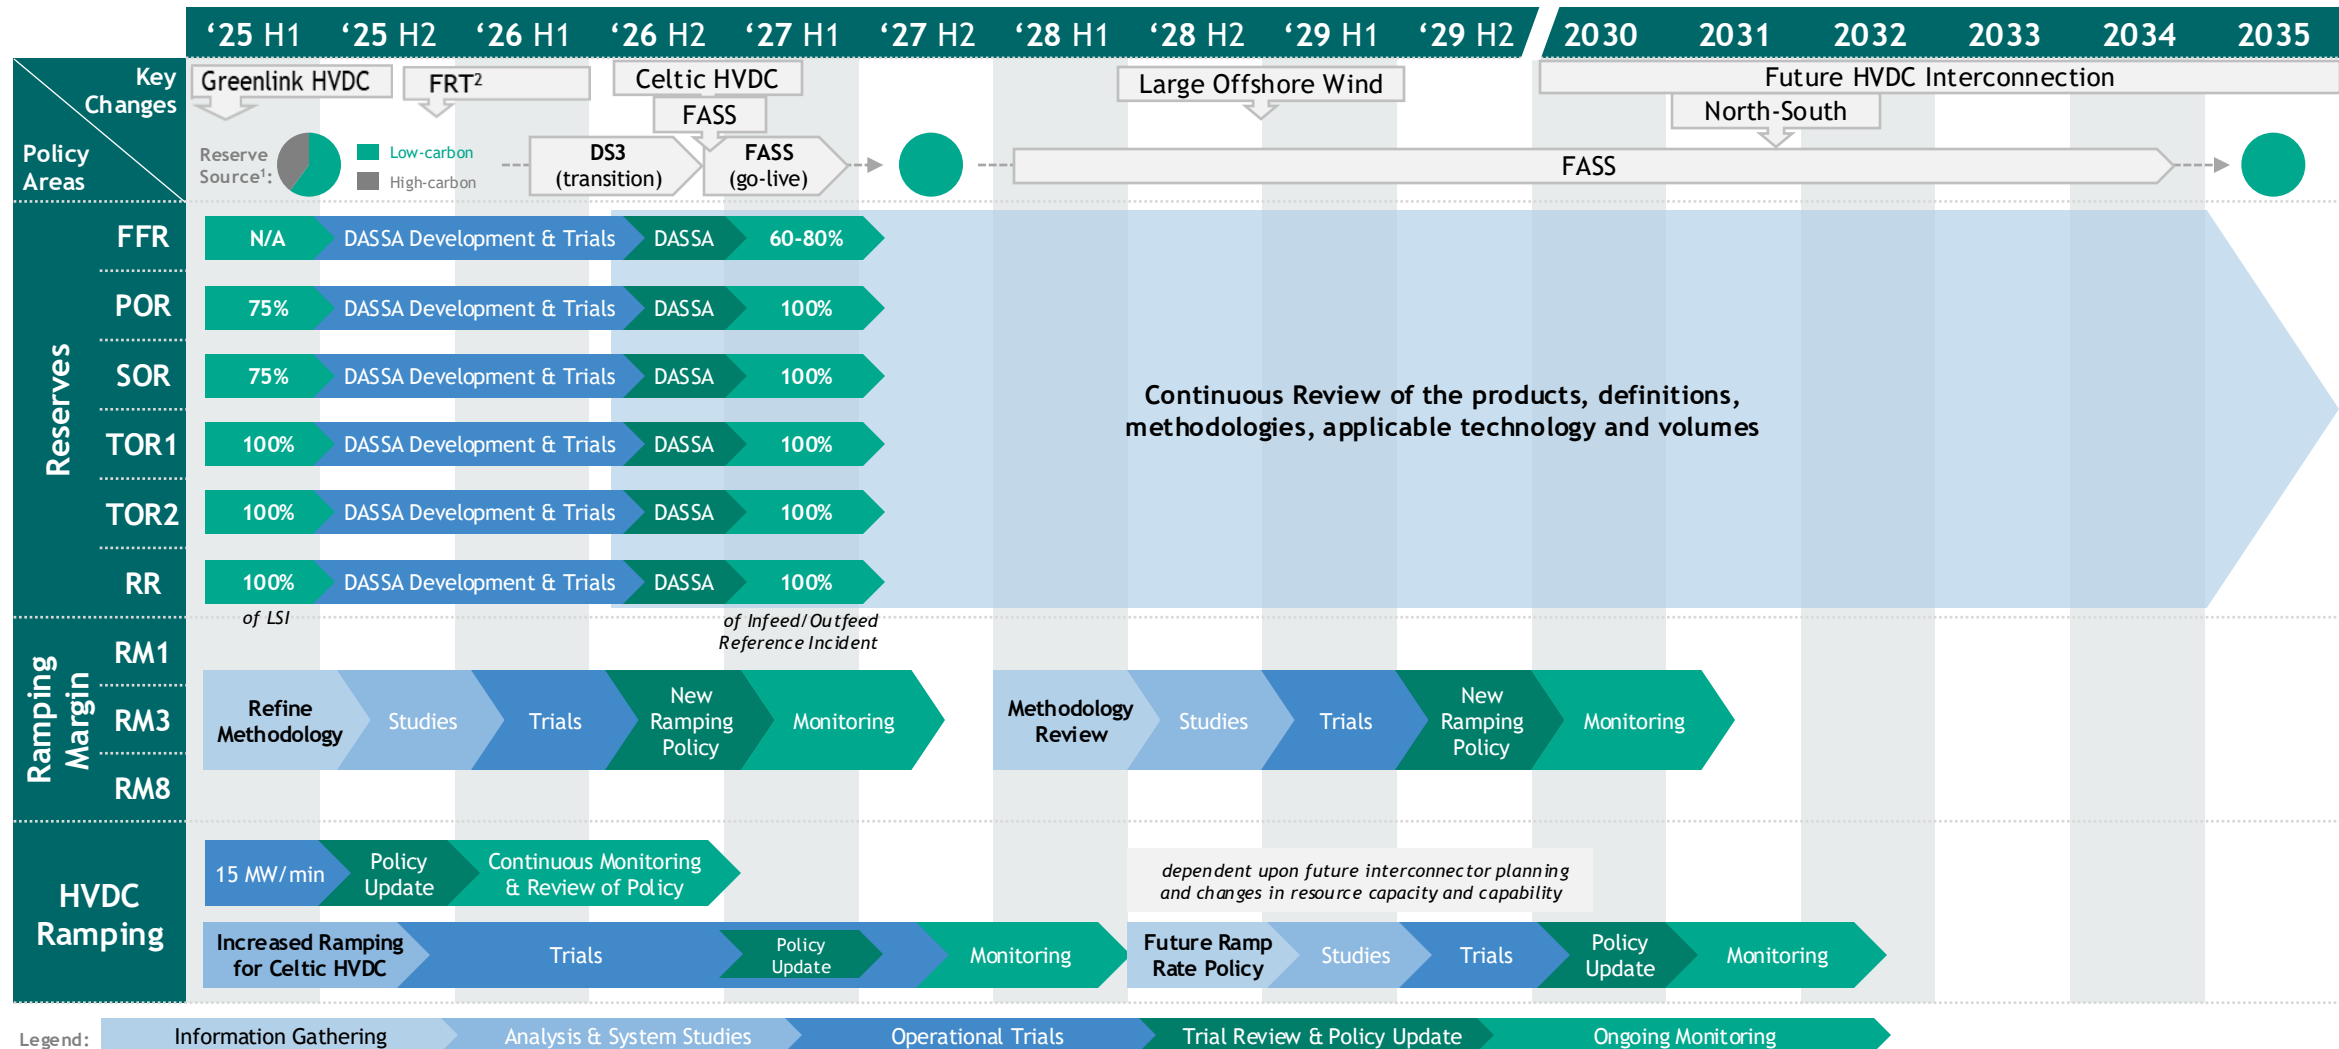 ‘25 H1 ‘25 H2 ‘26 H1 ‘26 H2 ‘27 H1 ‘27 H2 ‘28 H1 ‘28 H2 ‘29 H1 ‘29 H2 2030 2031 2032 2033 2034 2035
Key
Changes
Policy
Areas
Greenlink HVDC
FRT²
Celtic HVDC
FASS
Large Offshore Wind
Future HVDC Interconnection
North-South
Reserve
Source¹:
Low-carbon
High-carbon
DS3
(transition)
FASS
(go-live)
FASS
Reserves
FFR
N/A DASSA Development & Trials DASSA 60-80%
POR
75% DASSA Development & Trials DASSA 100%
SOR
75% DASSA Development & Trials DASSA 100%
TOR1
100% DASSA Development & Trials DASSA 100%
TOR2
100% DASSA Development & Trials DASSA 100%
RR
100% DASSA Development & Trials DASSA 100%
of LSI
of Infeed/Outfeed
Reference Incident
Continuous Review of the products, definitions,
methodologies, applicable technology and volumes
Ramping
Margin
RM1
RM3
RM8
Refine
Methodology
Studies
Trials
New
Ramping
Policy
Monitoring
Methodology
Review
Studies
Trials
New
Ramping
Policy
Monitoring
HVDC
Ramping
15 MW/min
Policy
Update
Continuous Monitoring
& Review of Policy
dependent upon future interconnector planning
and changes in resource capacity and capability
Increased Ramping
for Celtic HVDC
Trials
Policy
Update
Monitoring
Future Ramp
Rate Policy
Studies
Trials
Policy
Update
Monitoring
Legend:
Information Gathering
Analysis & System Studies
Operational Trials
Trial Review & Policy Update
Ongoing Monitoring